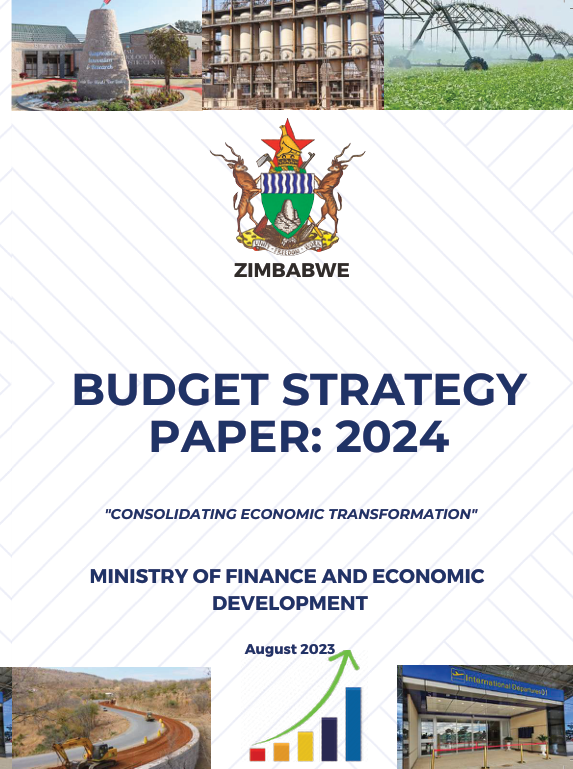 ZIMBABWE
BUDGET STRATEGY
PAPER: 2024
"CONSOLIDATING ECONOMIC TRANSFORMATION"
MINISTRY OF FINANCE AND ECONOMIC
DEVELOPMENT
August 2023
International Departures